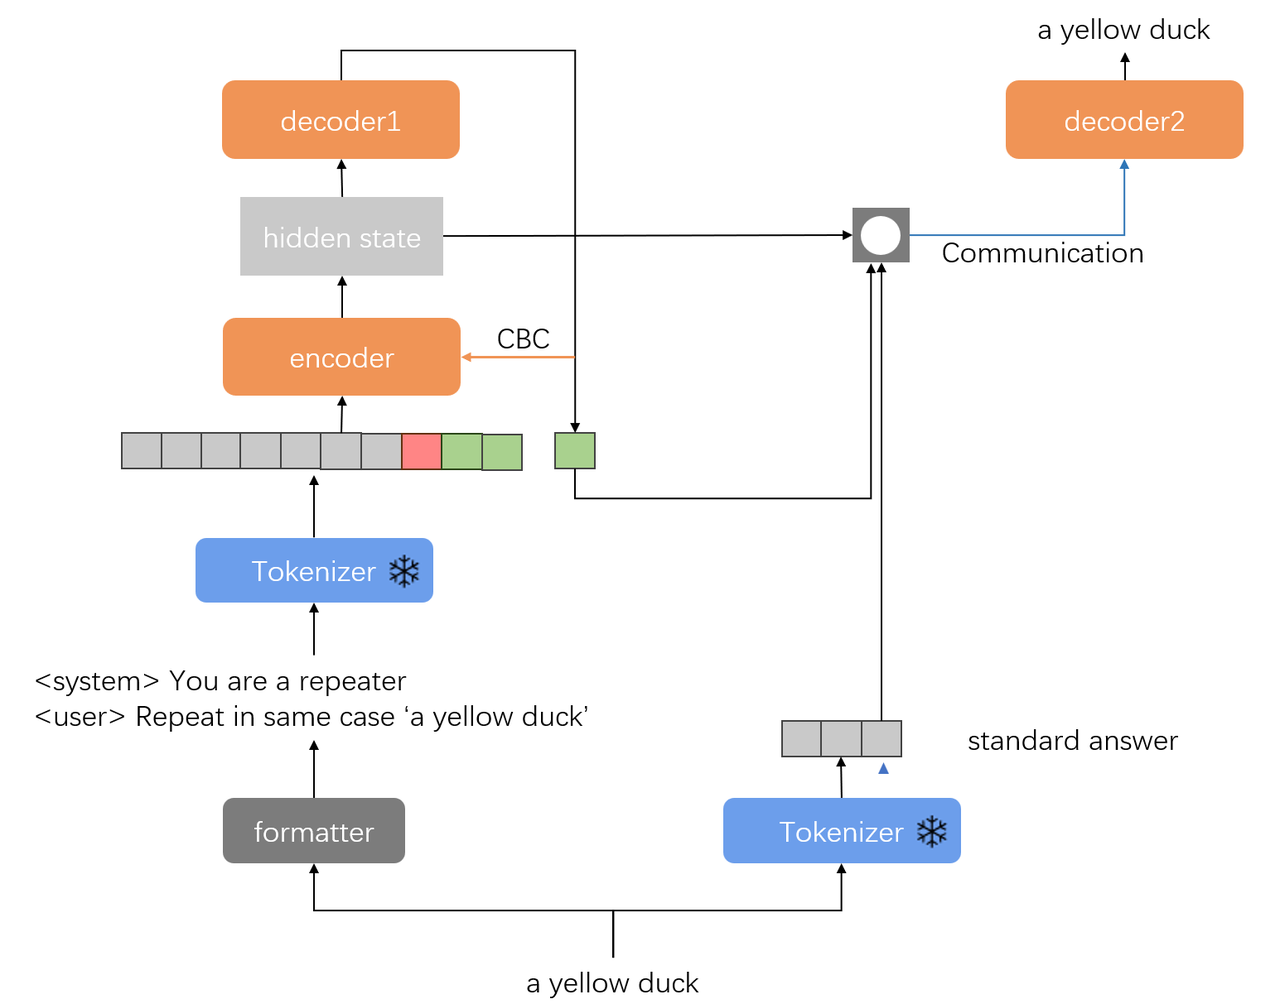 a yellow duck
decoder1
decoder2
hidden state
Communication
CBC
encoder
Tokenizer
<system> You are a repeater
<user> Repeat in same case ‘a yellow duck’
standard answer
formatter
Tokenizer
a yellow duck